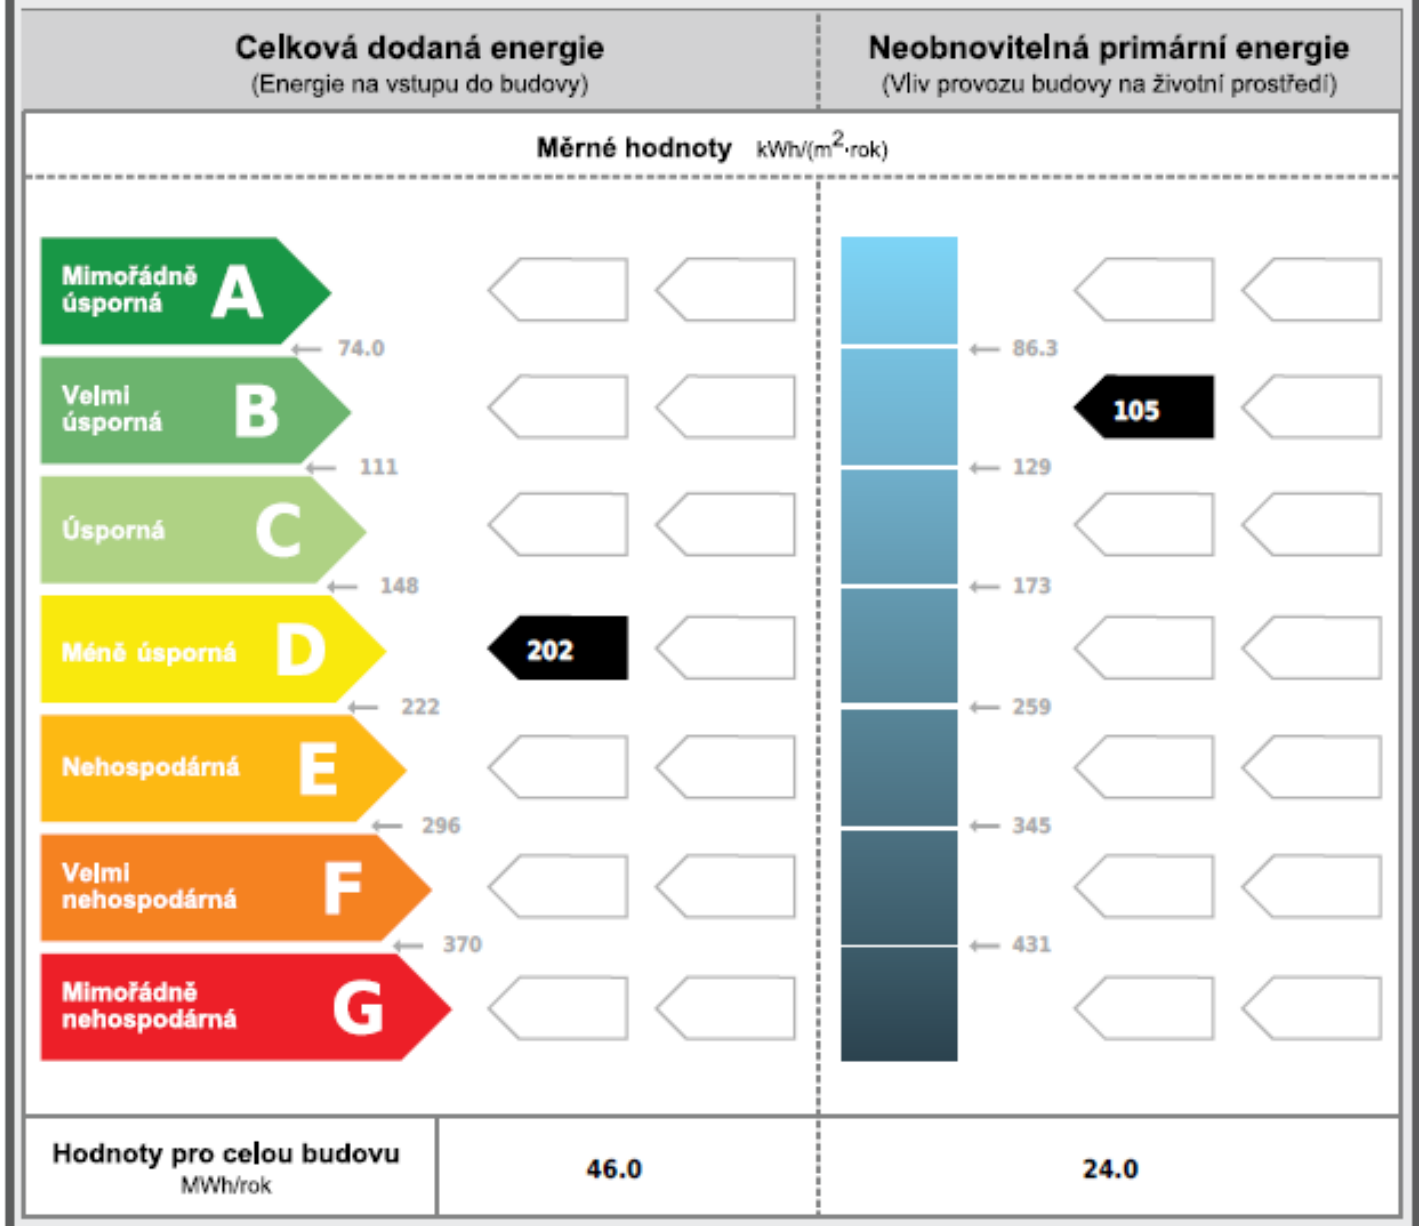 Celková dodaná energie
(Energie na vstupu do budovy)
Neobnovitelná primární energie
(Vliv provozu budovy na životní prostředí)
Měrné hodnoty kWh/(m²·rok)
Mimořádně
úsporná
A
74.0
86.3
Velmi
úsporná
B
105
111
129
Úsporná
C
148
173
Méně úsporná
D
202
222
259
Nehospodárná
E
296
345
Velmi
nehospodárná
F
370
431
Mimořádně
nehospodárná
G
Hodnoty pro celou budovu
MWh/rok
46.0
24.0